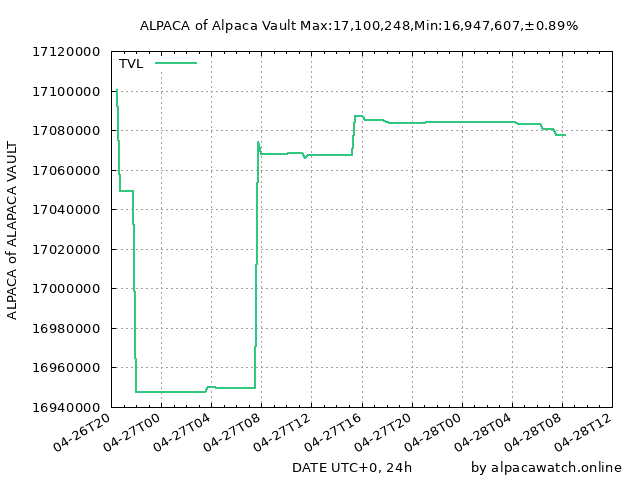 ALPACA of Alpaca Vault Max:17,100,248,Min:16,947,607,±0.89%
TVL
ALPACA of ALAPACA VAULT
17120000
17100000
17080000
17060000
17040000
17020000
17000000
16980000
16960000
16940000
04-26T20
04-27T00
04-27T04
04-27T08
04-27T12
04-27T16
04-27T20
04-28T00
04-28T04
04-28T08
04-28T12
DATE UTC+0, 24h
by alpacawatch.online